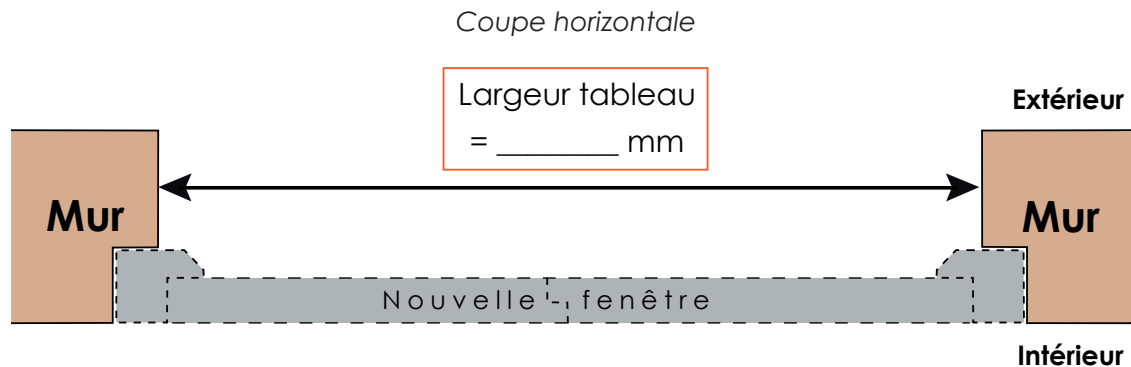 Coupe horizontale
Largeur tableau
= ________ mm
Extérieur
Mur
Mur
Nouvelle - fenêtre
Intérieur